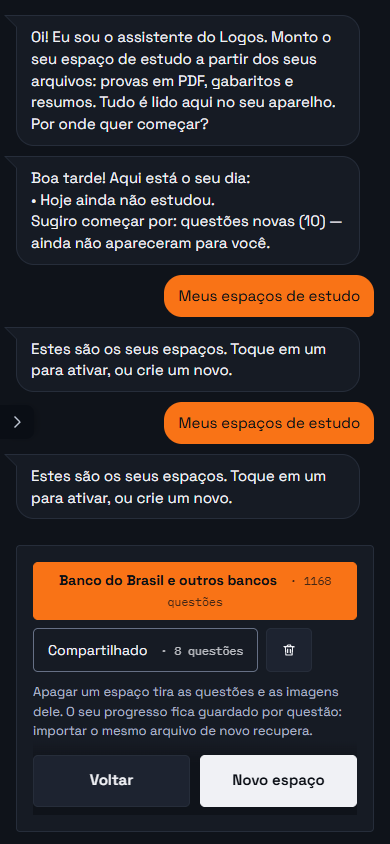 Oi! Eu sou o assistente do Logos. Monto o
seu espaço de estudo a partir dos seus
arquivos: provas em PDF, gabaritos e
resumos. Tudo é lido aqui no seu aparelho.
Por onde quer começar?
Boa tarde! Aqui está o seu dia:
• Hoje ainda não estudou.
Sugiro começar por: questões novas (10) —
ainda não apareceram para você.
Meus espaços de estudo
Estes são os seus espaços. Toque em um
para ativar, ou crie um novo.
Meus espaços de estudo
Estes são os seus espaços. Toque em um
para ativar, ou crie um novo.
Banco do Brasil e outros bancos · 1168
questões
Compartilhado · 8 questões
Apagar um espaço tira as questões e as imagens
dele. O seu progresso fica guardado por questão:
importar o mesmo arquivo de novo recupera.
Voltar Novo espaço